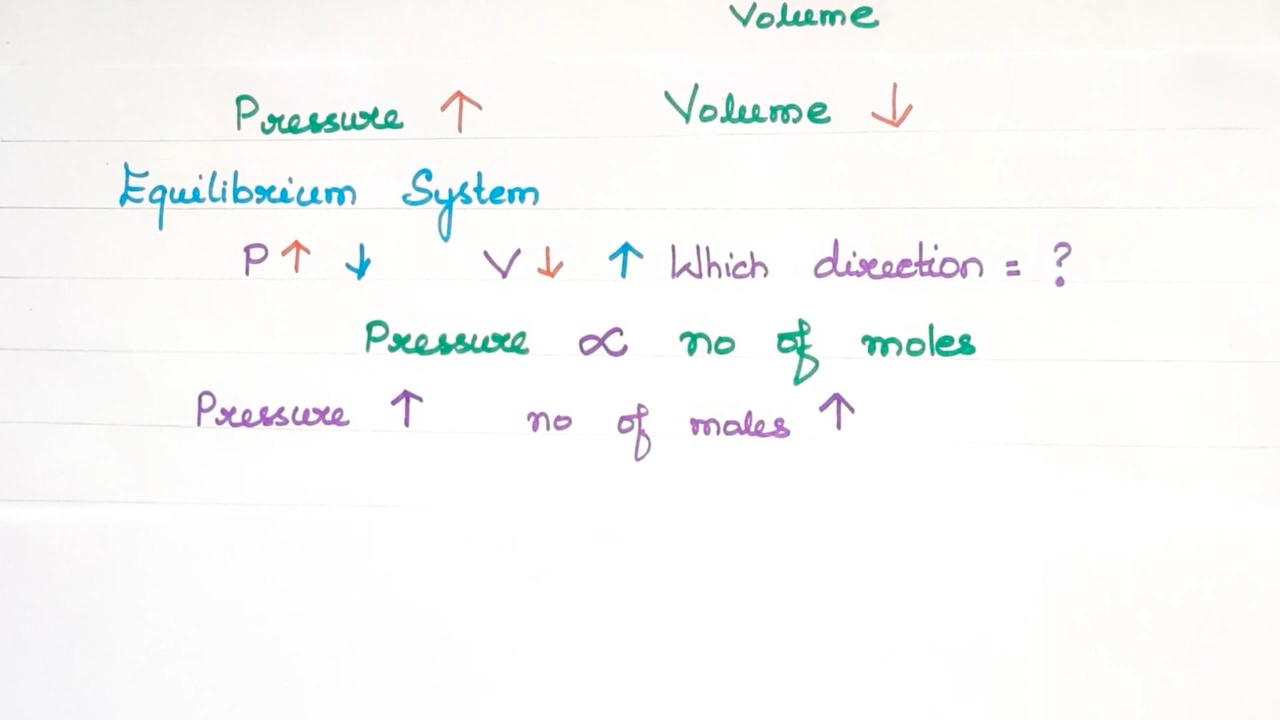 Volume
Pressure ↑ Volume ↓
Equilibrium System
P ↑ ↓ V ↓ ↑ Which direction = ?
Pressure ∝ no of moles
Pressure ↑ no of moles ↑